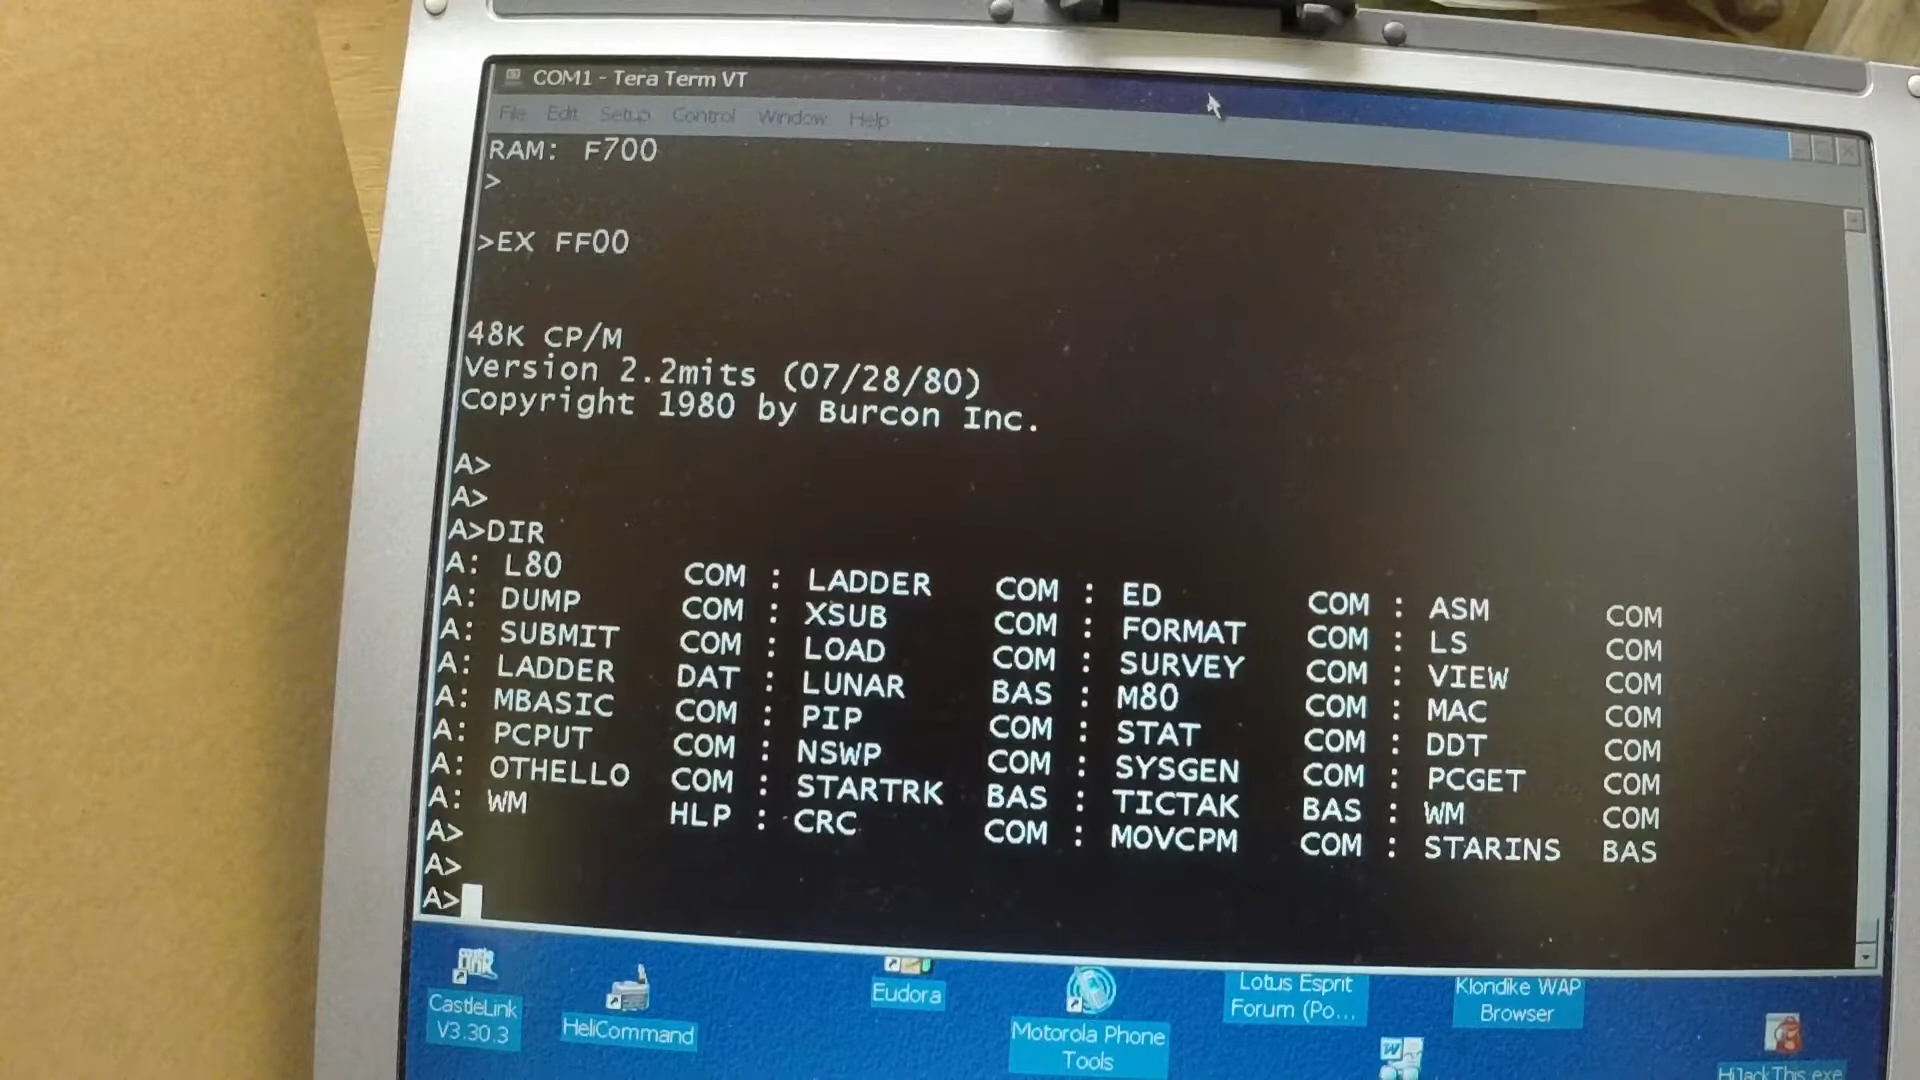 COM1 - Tera Term VT
File Edit Setup Control Window Help
RAM: F700
>
>EX FF00
48K CP/M
Version 2.2mits (07/28/80)
Copyright 1980 by Burcon Inc.
A>
A>
A>DIR
A: L80 COM : LADDER COM : ED COM : ASM COM
A: DUMP COM : XSUB COM : FORMAT COM : LS COM
A: SUBMIT COM : LOAD COM : SURVEY COM : VIEW COM
A: LADDER DAT : LUNAR BAS : M80 COM : MAC COM
A: MBASIC COM : PIP COM : STAT COM : DDT COM
A: PCPUT COM : NSWP COM : SYSGEN COM : PCGET COM
A: OTHELLO COM : STARTRK BAS : TICTAK BAS : WM COM
A: WM HLP : CRC COM : MOVCPM COM : STARINS BAS
A>
A>
A>
Castle Link
CastleLink
V3.30.3
HeliCommand
Eudora
Motorola Phone
Tools
Lotus Esprit
Forum (Po...
Klondike WAP
Browser
HiJackThis.exe